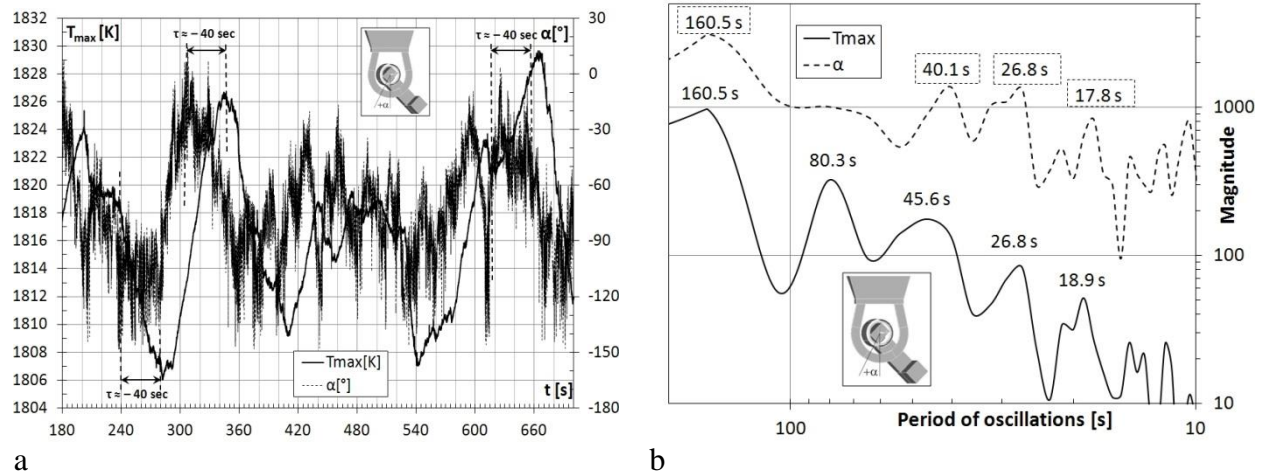 T_max [K]
α[°]
τ ≈ − 40 sec
τ ≈ − 40 sec
τ ≈ − 40 sec
+α
Tmax[K]
α[°]
t [s]
1832
1830
1828
1826
1824
1822
1820
1818
1816
1814
1812
1810
1808
1806
1804
30
0
-30
-60
-90
-120
-150
-180
180 240 300 360 420 480 540 600 660
a
Tmax
α
160.5 s
40.1 s
26.8 s
17.8 s
160.5 s
80.3 s
45.6 s
26.8 s
18.9 s
+α
1000
100
10
Magnitude
100
10
Period of oscillations [s]
b